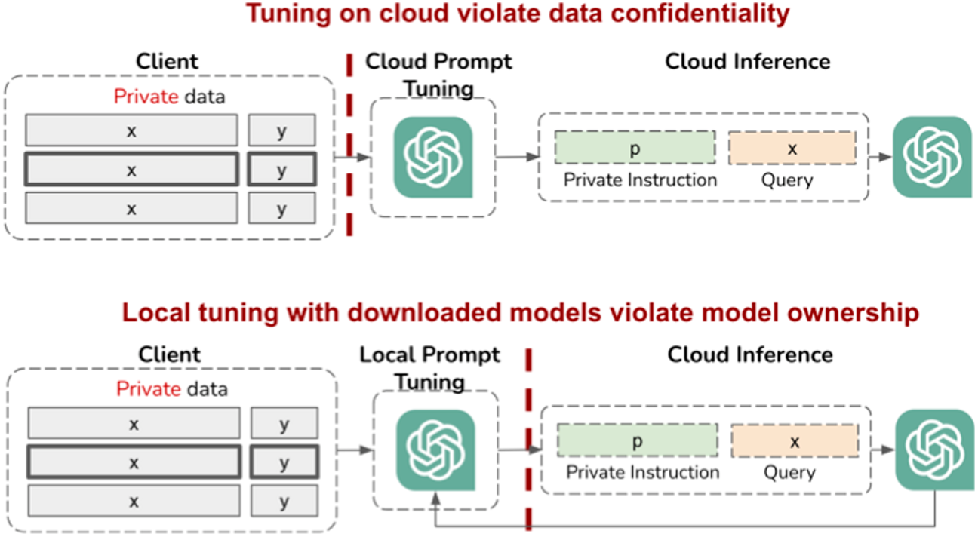 Tuning on cloud violate data confidentiality
Client
Cloud Prompt
Tuning
Cloud Inference
Private data
x y
x y
x y
p x
Private Instruction Query
Local tuning with downloaded models violate model ownership
Client
Local Prompt
Tuning
Cloud Inference
Private data
x y
x y
x y
p x
Private Instruction Query